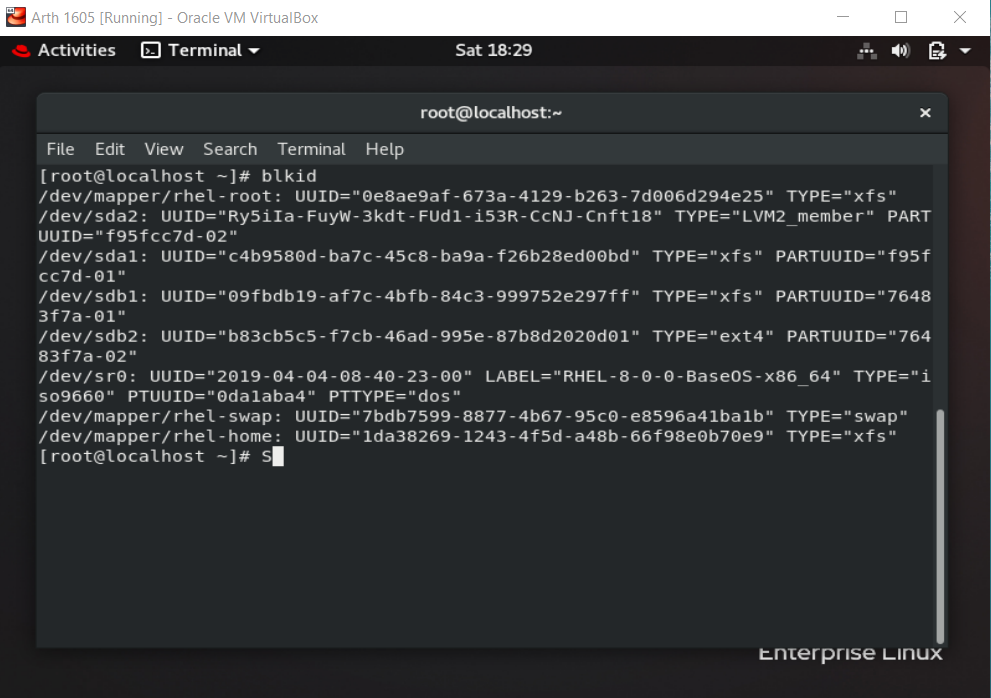 Arth 1605 [Running] - Oracle VM VirtualBox
Activities Terminal Sat 18:29
root@localhost:~
File Edit View Search Terminal Help
[root@localhost ~]# blkid
/dev/mapper/rhel-root: UUID="0e8ae9af-673a-4129-b263-7d006d294e25" TYPE="xfs"
/dev/sda2: UUID="Ry5iIa-FuyW-3kdt-FUd1-i53R-CcNJ-Cnft18" TYPE="LVM2_member" PART
UUID="f95fcc7d-02"
/dev/sda1: UUID="c4b9580d-ba7c-45c8-ba9a-f26b28ed00bd" TYPE="xfs" PARTUUID="f95f
cc7d-01"
/dev/sdb1: UUID="09fbdb19-af7c-4bfb-84c3-999752e297ff" TYPE="xfs" PARTUUID="7648
3f7a-01"
/dev/sdb2: UUID="b83cb5c5-f7cb-46ad-995e-87b8d2020d01" TYPE="ext4" PARTUUID="764
83f7a-02"
/dev/sr0: UUID="2019-04-04-08-40-23-00" LABEL="RHEL-8-0-0-BaseOS-x86_64" TYPE="i
so9660" PTUUID="0da1aba4" PTTYPE="dos"
/dev/mapper/rhel-swap: UUID="7bdb7599-8877-4b67-95c0-e8596a41ba1b" TYPE="swap"
/dev/mapper/rhel-home: UUID="1da38269-1243-4f5d-a48b-66f98e0b70e9" TYPE="xfs"
[root@localhost ~]# S
Enterprise Linux